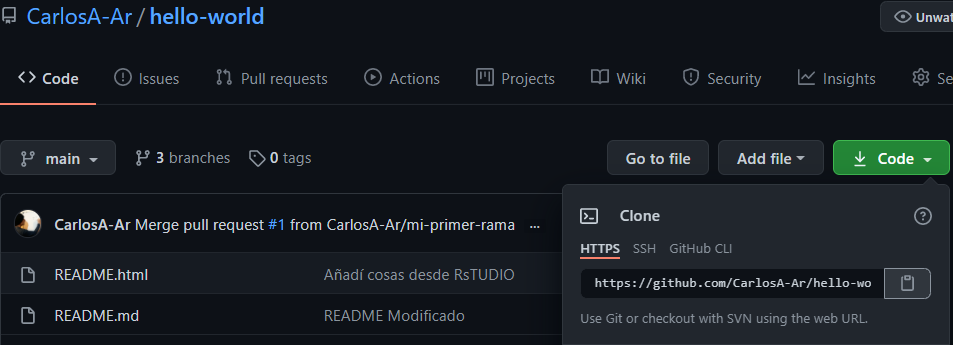 CarlosA-Ar / hello-world
Unwat
Code Issues Pull requests Actions Projects Wiki Security Insights Se
main 3 branches 0 tags Go to file Add file Code
CarlosA-Ar Merge pull request #1 from CarlosA-Ar/mi-primer-rama ...
README.html Añadí cosas desde RsTUDIO
README.md README Modificado
Clone
HTTPS SSH GitHub CLI
https://github.com/CarlosA-Ar/hello-wo
Use Git or checkout with SVN using the web URL.